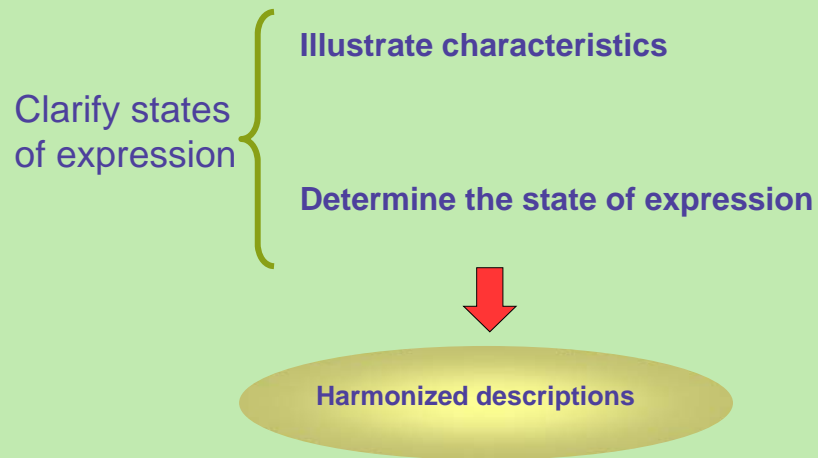 Illustrate characteristics
Clarify states
of expression
Determine the state of expression
Harmonized descriptions